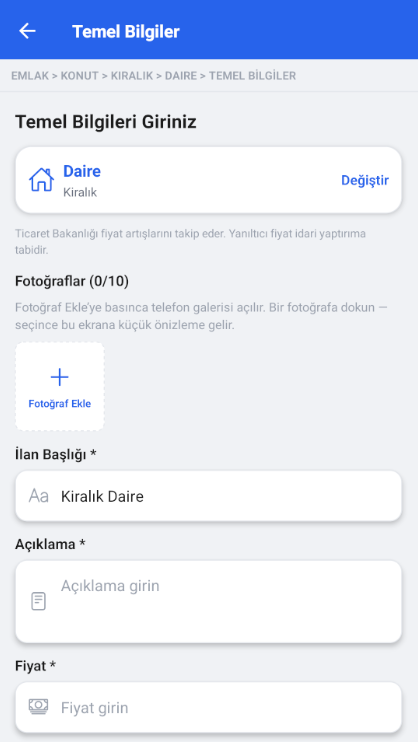 Temel Bilgiler
EMLAK > KONUT > KIRALIK > DAIRE > TEMEL BİLGİLER
Temel Bilgileri Giriniz
Daire
Kiralık
Değiştir
Ticaret Bakanlığı fiyat artışlarını takip eder. Yanıltıcı fiyat idari yaptırıma
tabidir.
Fotoğraflar (0/10)
Fotoğraf Ekle'ye basınca telefon galerisi açılır. Bir fotoğrafa dokun —
seçince bu ekrana küçük önizleme gelir.
Fotoğraf Ekle
İlan Başlığı *
Aa Kiralık Daire
Açıklama *
Açıklama girin
Fiyat *
Fiyat girin